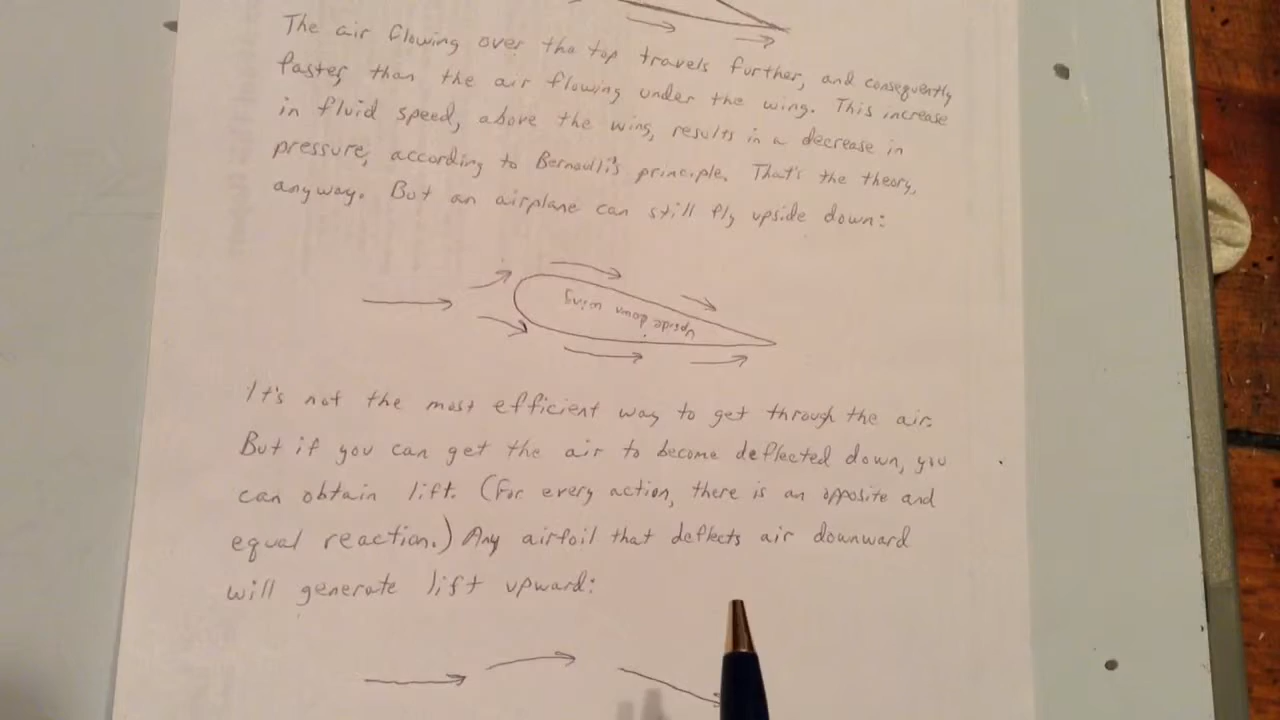 The air flowing over the top travels further, and consequently
faster, than the air flowing under the wing. This increase
in fluid speed, above the wing, results in a decrease in
pressure, according to Bernoulli's principle. That's the theory,
anyway. But an airplane can still fly upside down:
upside down wing
It's not the most efficient way to get through the air.
But if you can get the air to become deflected down, you
can obtain lift. (For every action, there is an opposite and
equal reaction.) Any airfoil that deflects air downward
will generate lift upward: